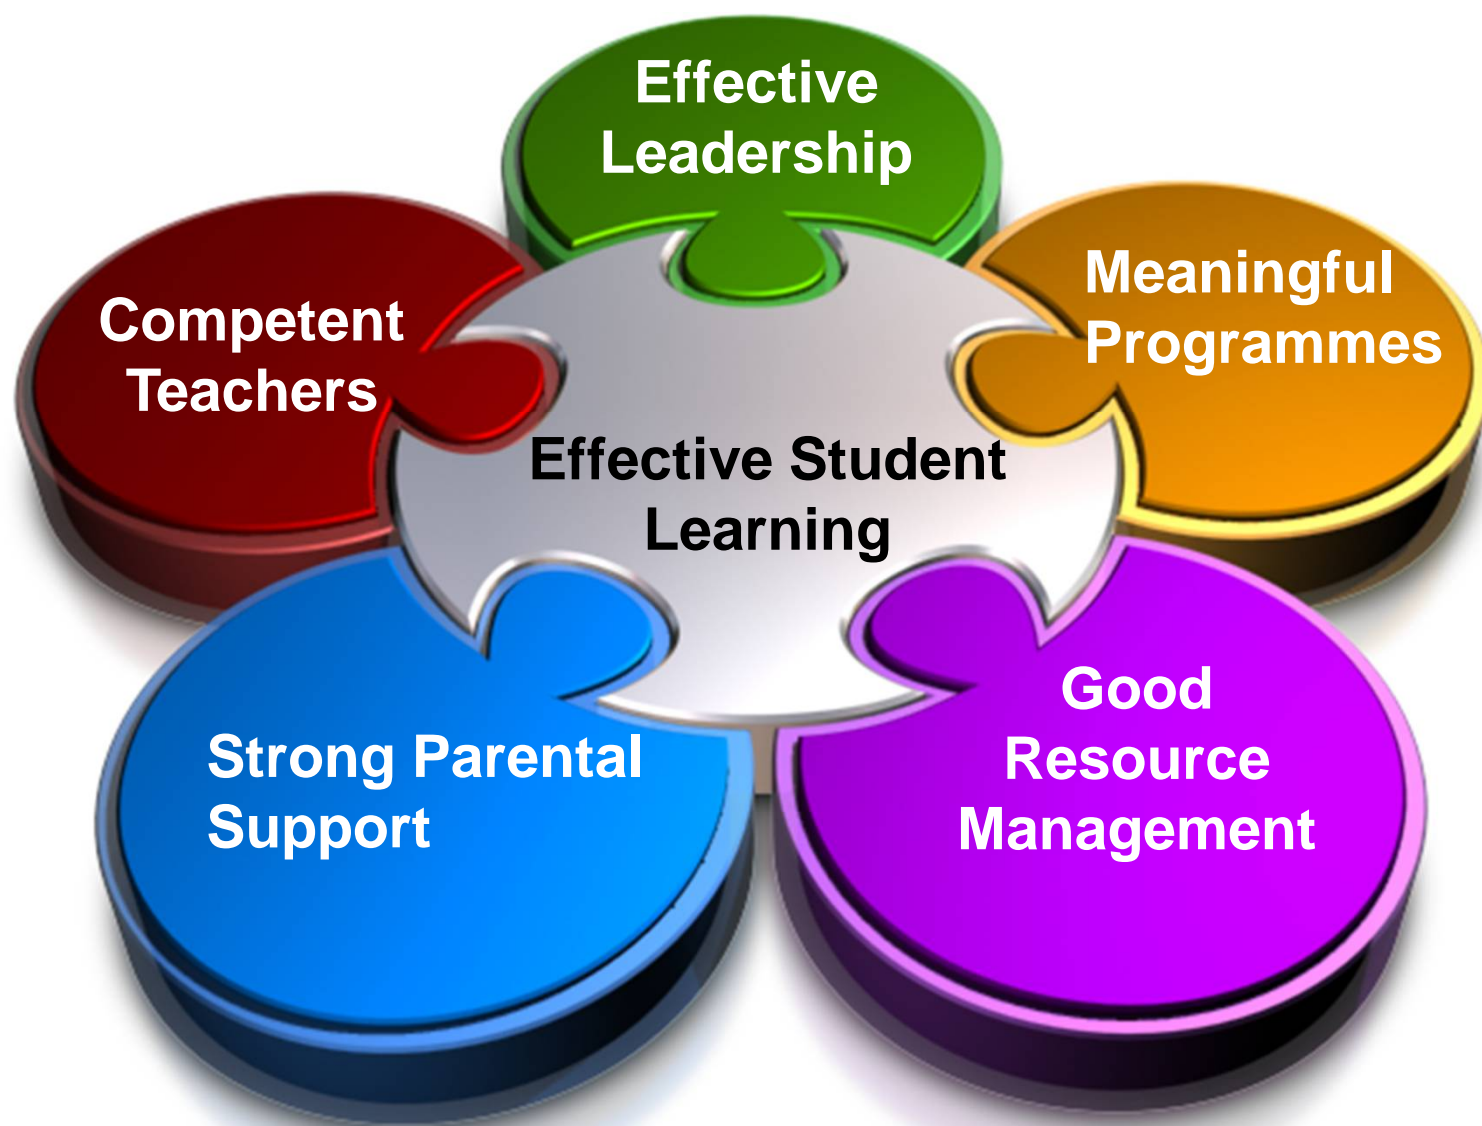 Effective
Leadership
Meaningful
Programmes
Competent
Teachers
Effective Student
Learning
Strong Parental
Support
Good
Resource
Management